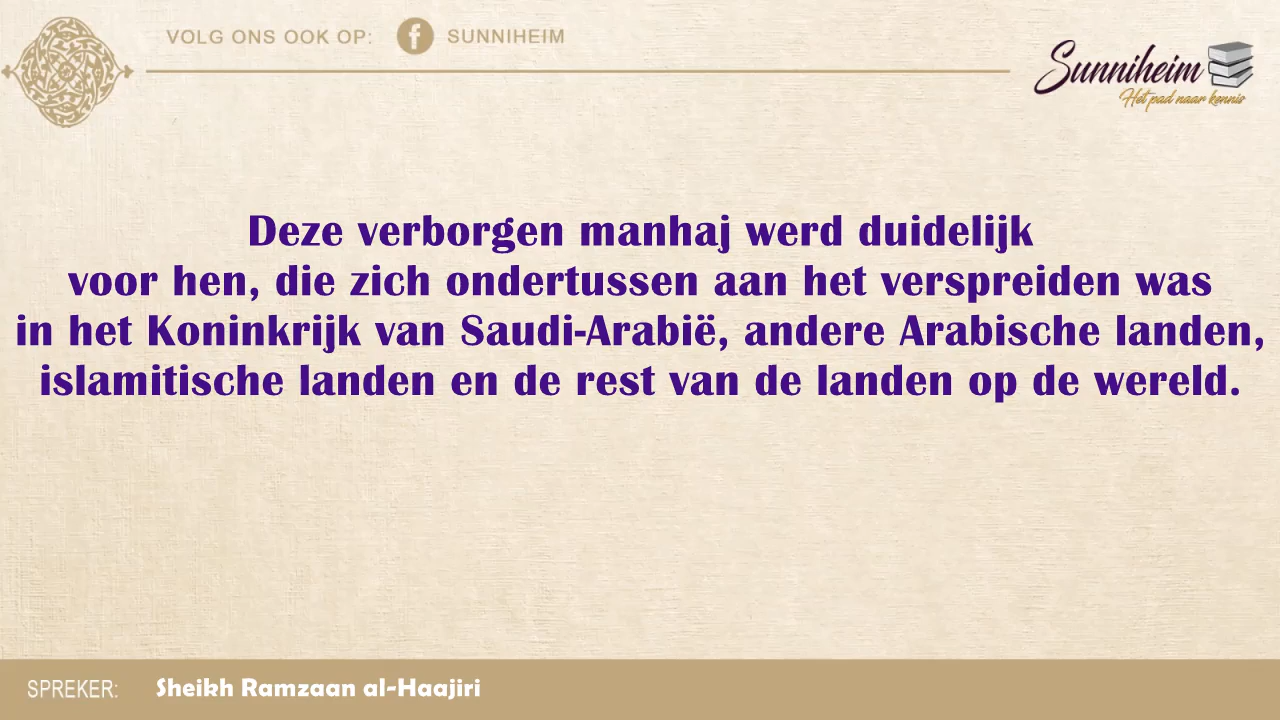 VOLG ONS OOK OP: f SUNNIHEIM
Sunniheim
Het pad naar kennis
Deze verborgen manhaj werd duidelijk
voor hen, die zich ondertussen aan het verspreiden was
in het Koninkrijk van Saudi-Arabië, andere Arabische landen,
islamitische landen en de rest van de landen op de wereld.
SPREKER: Sheikh Ramzaan al-Haajiri